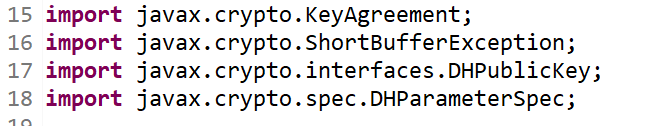 15 import javax.crypto.KeyAgreement;
16 import javax.crypto.ShortBufferException;
17 import javax.crypto.interfaces.DHPublicKey;
18 import javax.crypto.spec.DHParameterSpec;
19